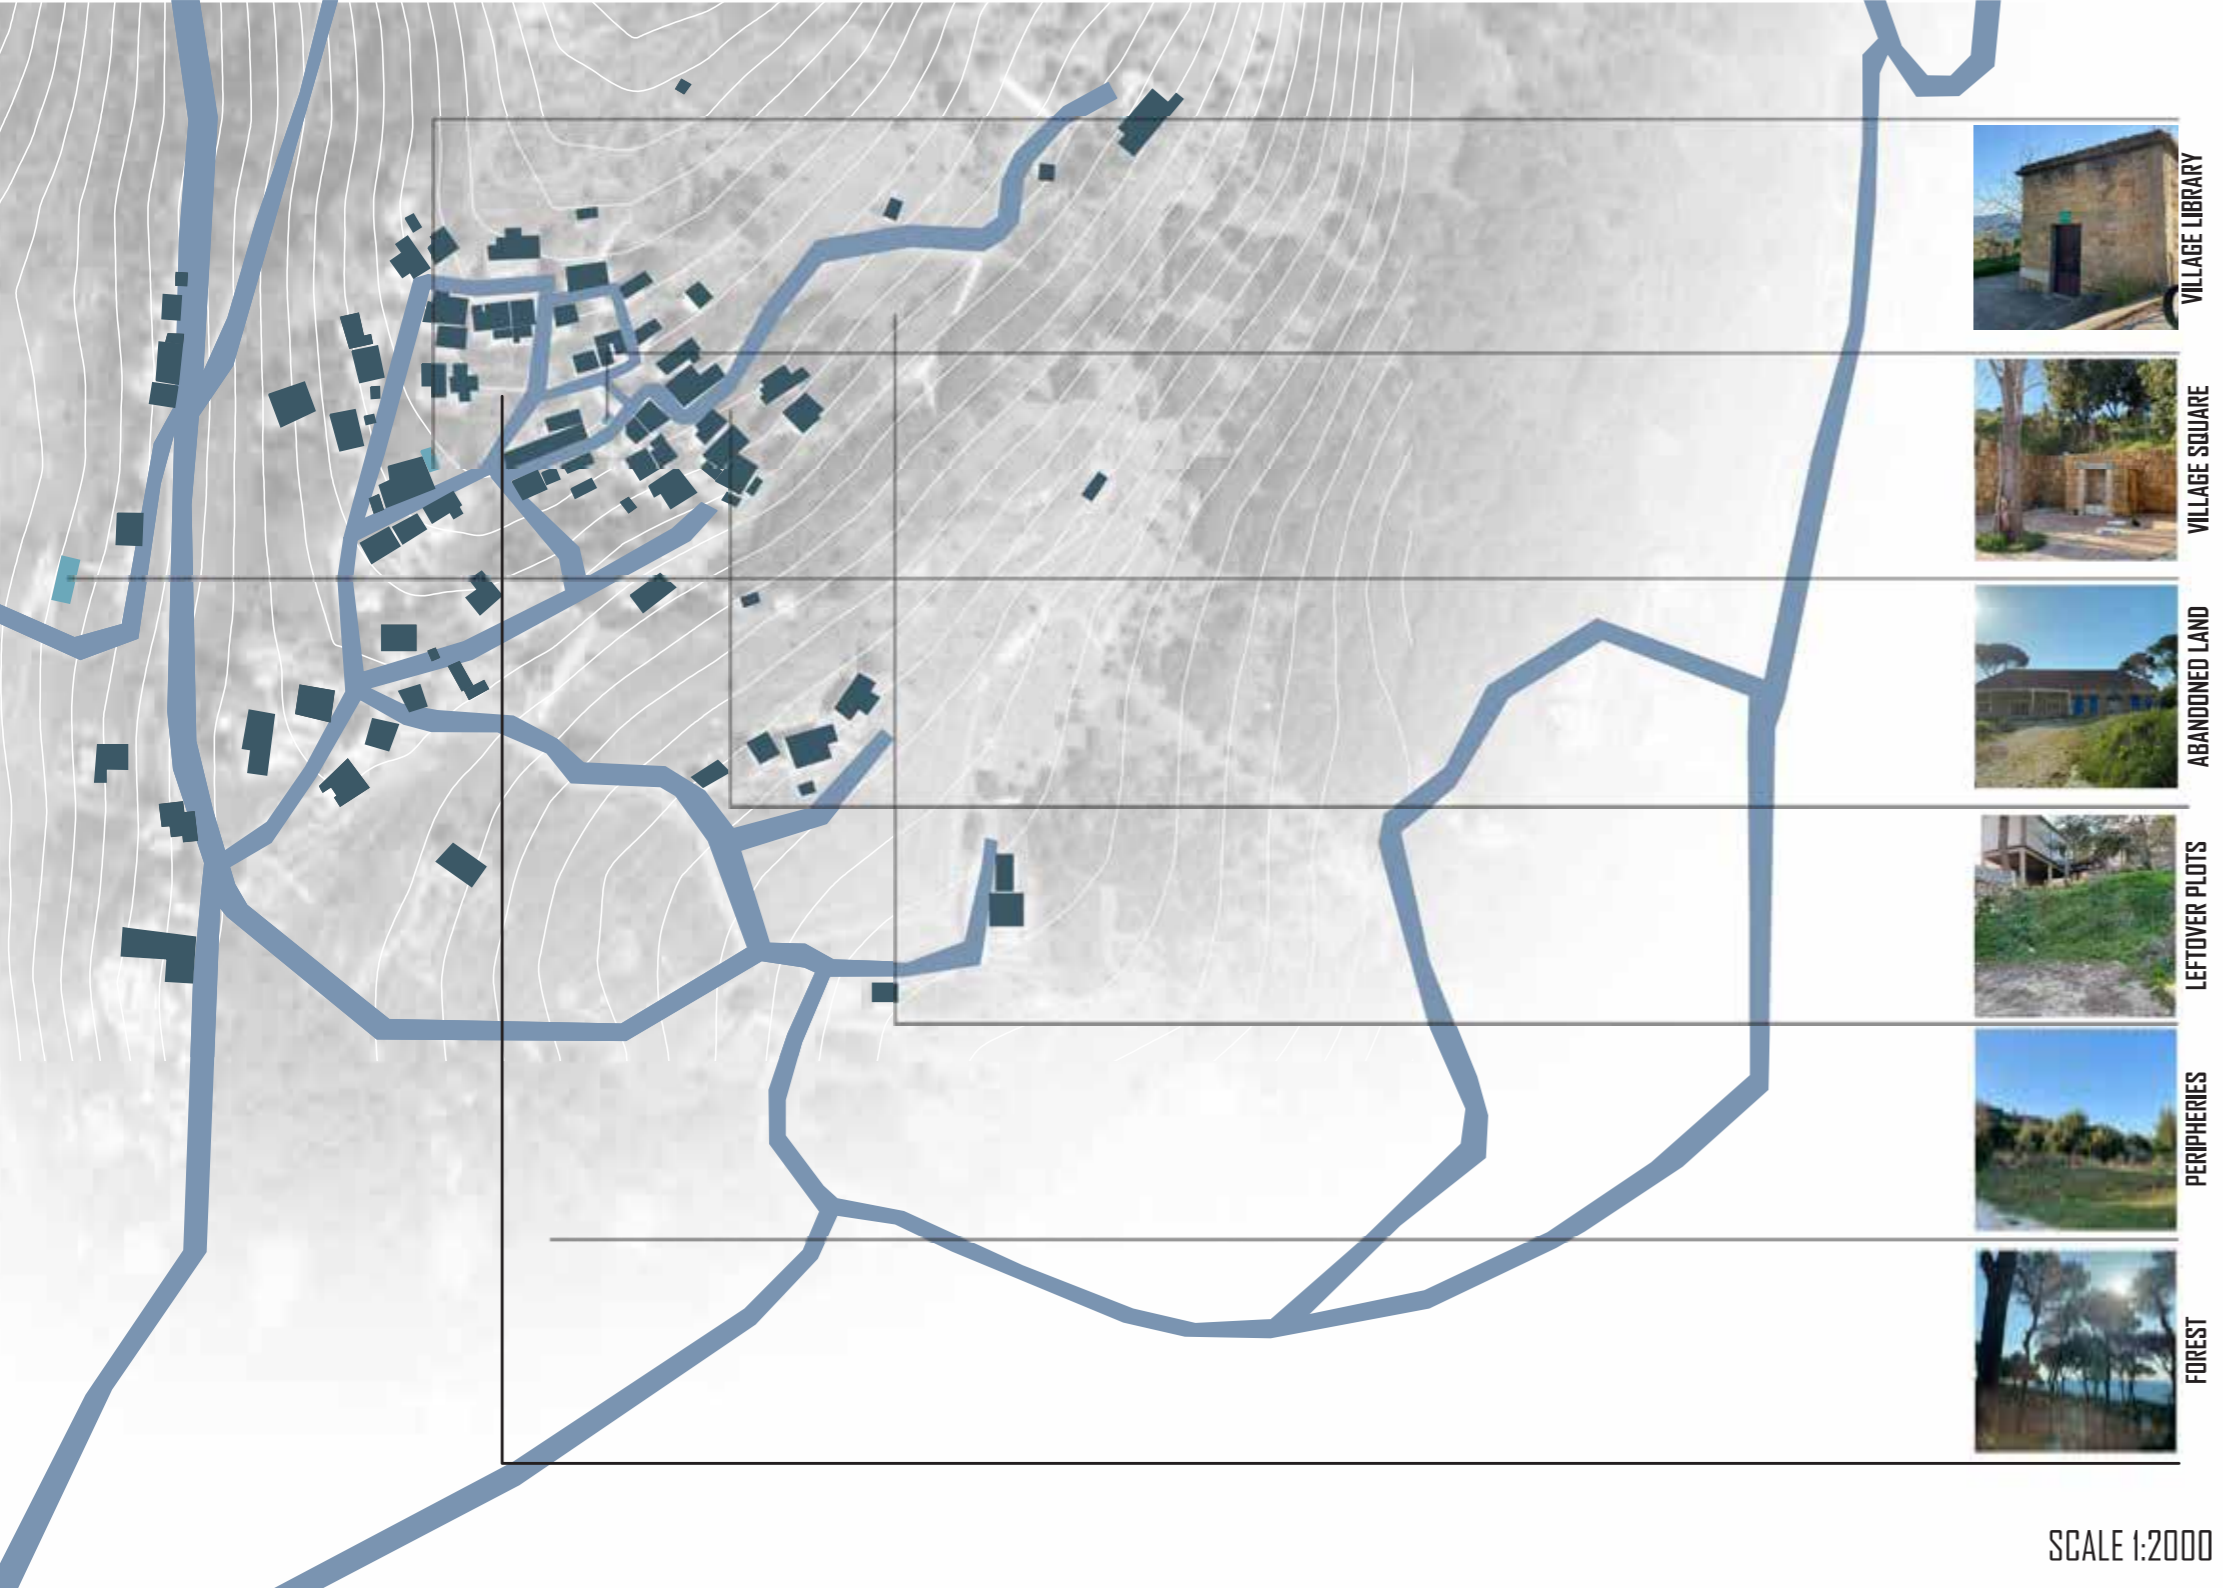 VILLAGE LIBRARY
VILLAGE SQUARE
ABANDONED LAND
LEFTOVER PLOTS
PERIPHERIES
FOREST
SCALE 1:2000